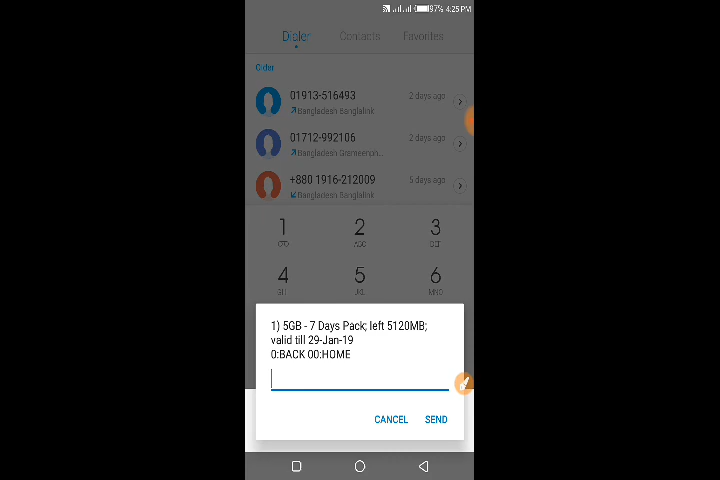 97% 4:25 PM
Dialer Contacts Favorites
Older
01913-516493 2 days ago
Bangladesh Banglalink
01712-992106 2 days ago
Bangladesh Grameenph...
+880 1916-212009 5 days ago
Bangladesh Banglalink
1 2 3
ABC DEF
4 5 6
GHI JKL MNO
1) 5GB - 7 Days Pack; left 5120MB;
valid till 29-Jan-19
0:BACK 00:HOME
CANCEL SEND